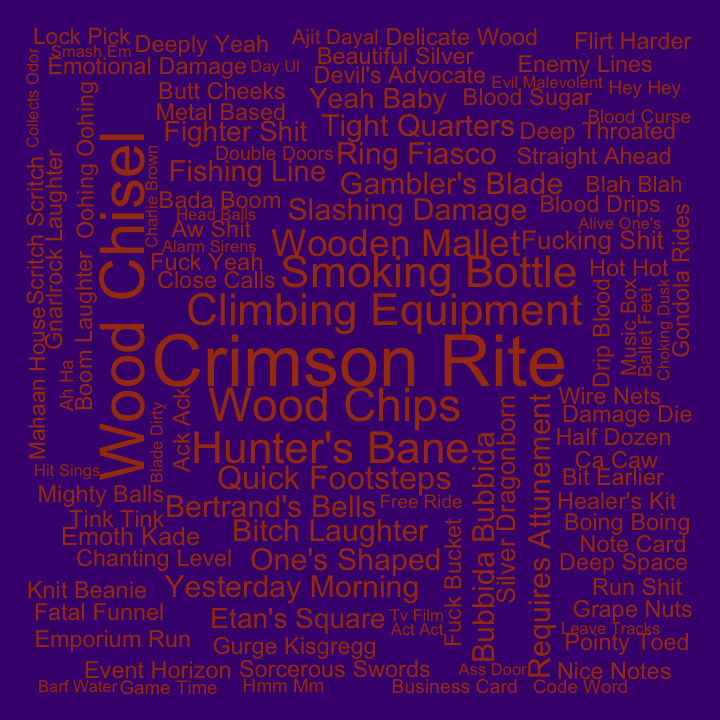 Lock Pick
Deeply Yeah
Ajit Dayal
Delicate Wood
Flirt Harder
Smash Em
Emotional Damage
Day Ul
Beautiful Silver
Devil's Advocate
Enemy Lines
Evil Malevolent
Hey Hey
Collects Odor
Butt Cheeks
Yeah Baby
Blood Sugar
Metal Based
Fighter Shit
Tight Quarters
Deep Throated
Blood Curse
Oohing Oohing
Wood Chisel
Charlie Brown
Double Doors
Ring Fiasco
Straight Ahead
Fishing Line
Gambler's Blade
Blah Blah
Bada Boom
Head Balls
Slashing Damage
Blood Drips
Alive One's
Scritch Scritch
Gnarlrock Laughter
Aw Shit
Alarm Sirens
Wooden Mallet
Fucking Shit
Gondola Rides
Fuck Yeah
Close Calls
Smoking Bottle
Hot Hot
Drip Blood
Music Box
Ballet Feet
Choking Dusk
Mahaan House
Ah Ha
Boom Laughter
Climbing Equipment
Crimson Rite
Blade Dirty
Ack Ack
Wood Chips
Wire Nets
Damage Die
Hunter's Bane
Half Dozen
Ca Caw
Hit Sings
Quick Footsteps
Bubbida Bubbida
Silver Dragonborn
Requires Attunement
Bit Earlier
Mighty Balls
Bertrand's Bells
Free Ride
Healer's Kit
Tink Tink
Emoth Kade
Bitch Laughter
Fuck Bucket
Boing Boing
Note Card
Chanting Level
One's Shaped
Deep Space
Knit Beanie
Yesterday Morning
Run Shit
Fatal Funnel
Etan's Square
Tv Film
Act Act
Grape Nuts
Leave Tracks
Emporium Run
Gurge Kisgregg
Pointy Toed
Event Horizon
Sorcerous Swords
Ass Door
Nice Notes
Barf Water
Game Time
Hmm Mm
Business Card
Code Word